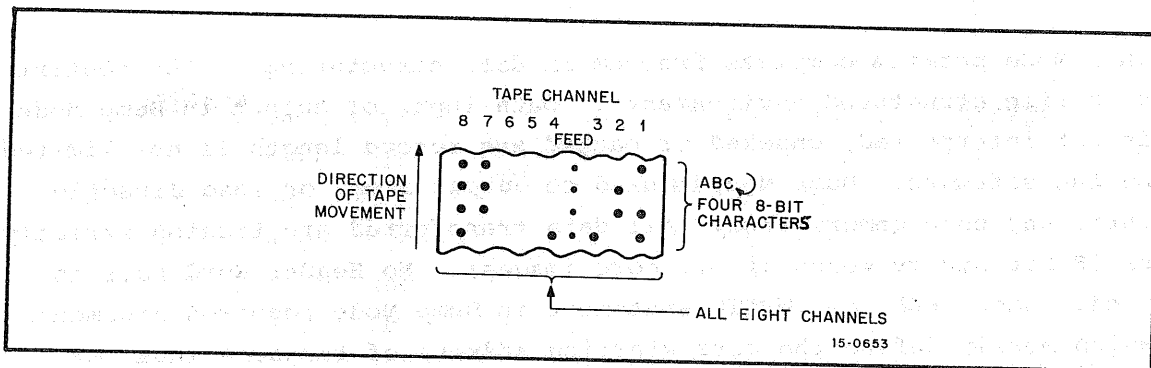 TAPE CHANNEL
8 7 6 5 4 3 2 1
FEED
DIRECTION
OF TAPE
MOVEMENT
ABC
FOUR 8-BIT
CHARACTERS
ALL EIGHT CHANNELS
15-0653